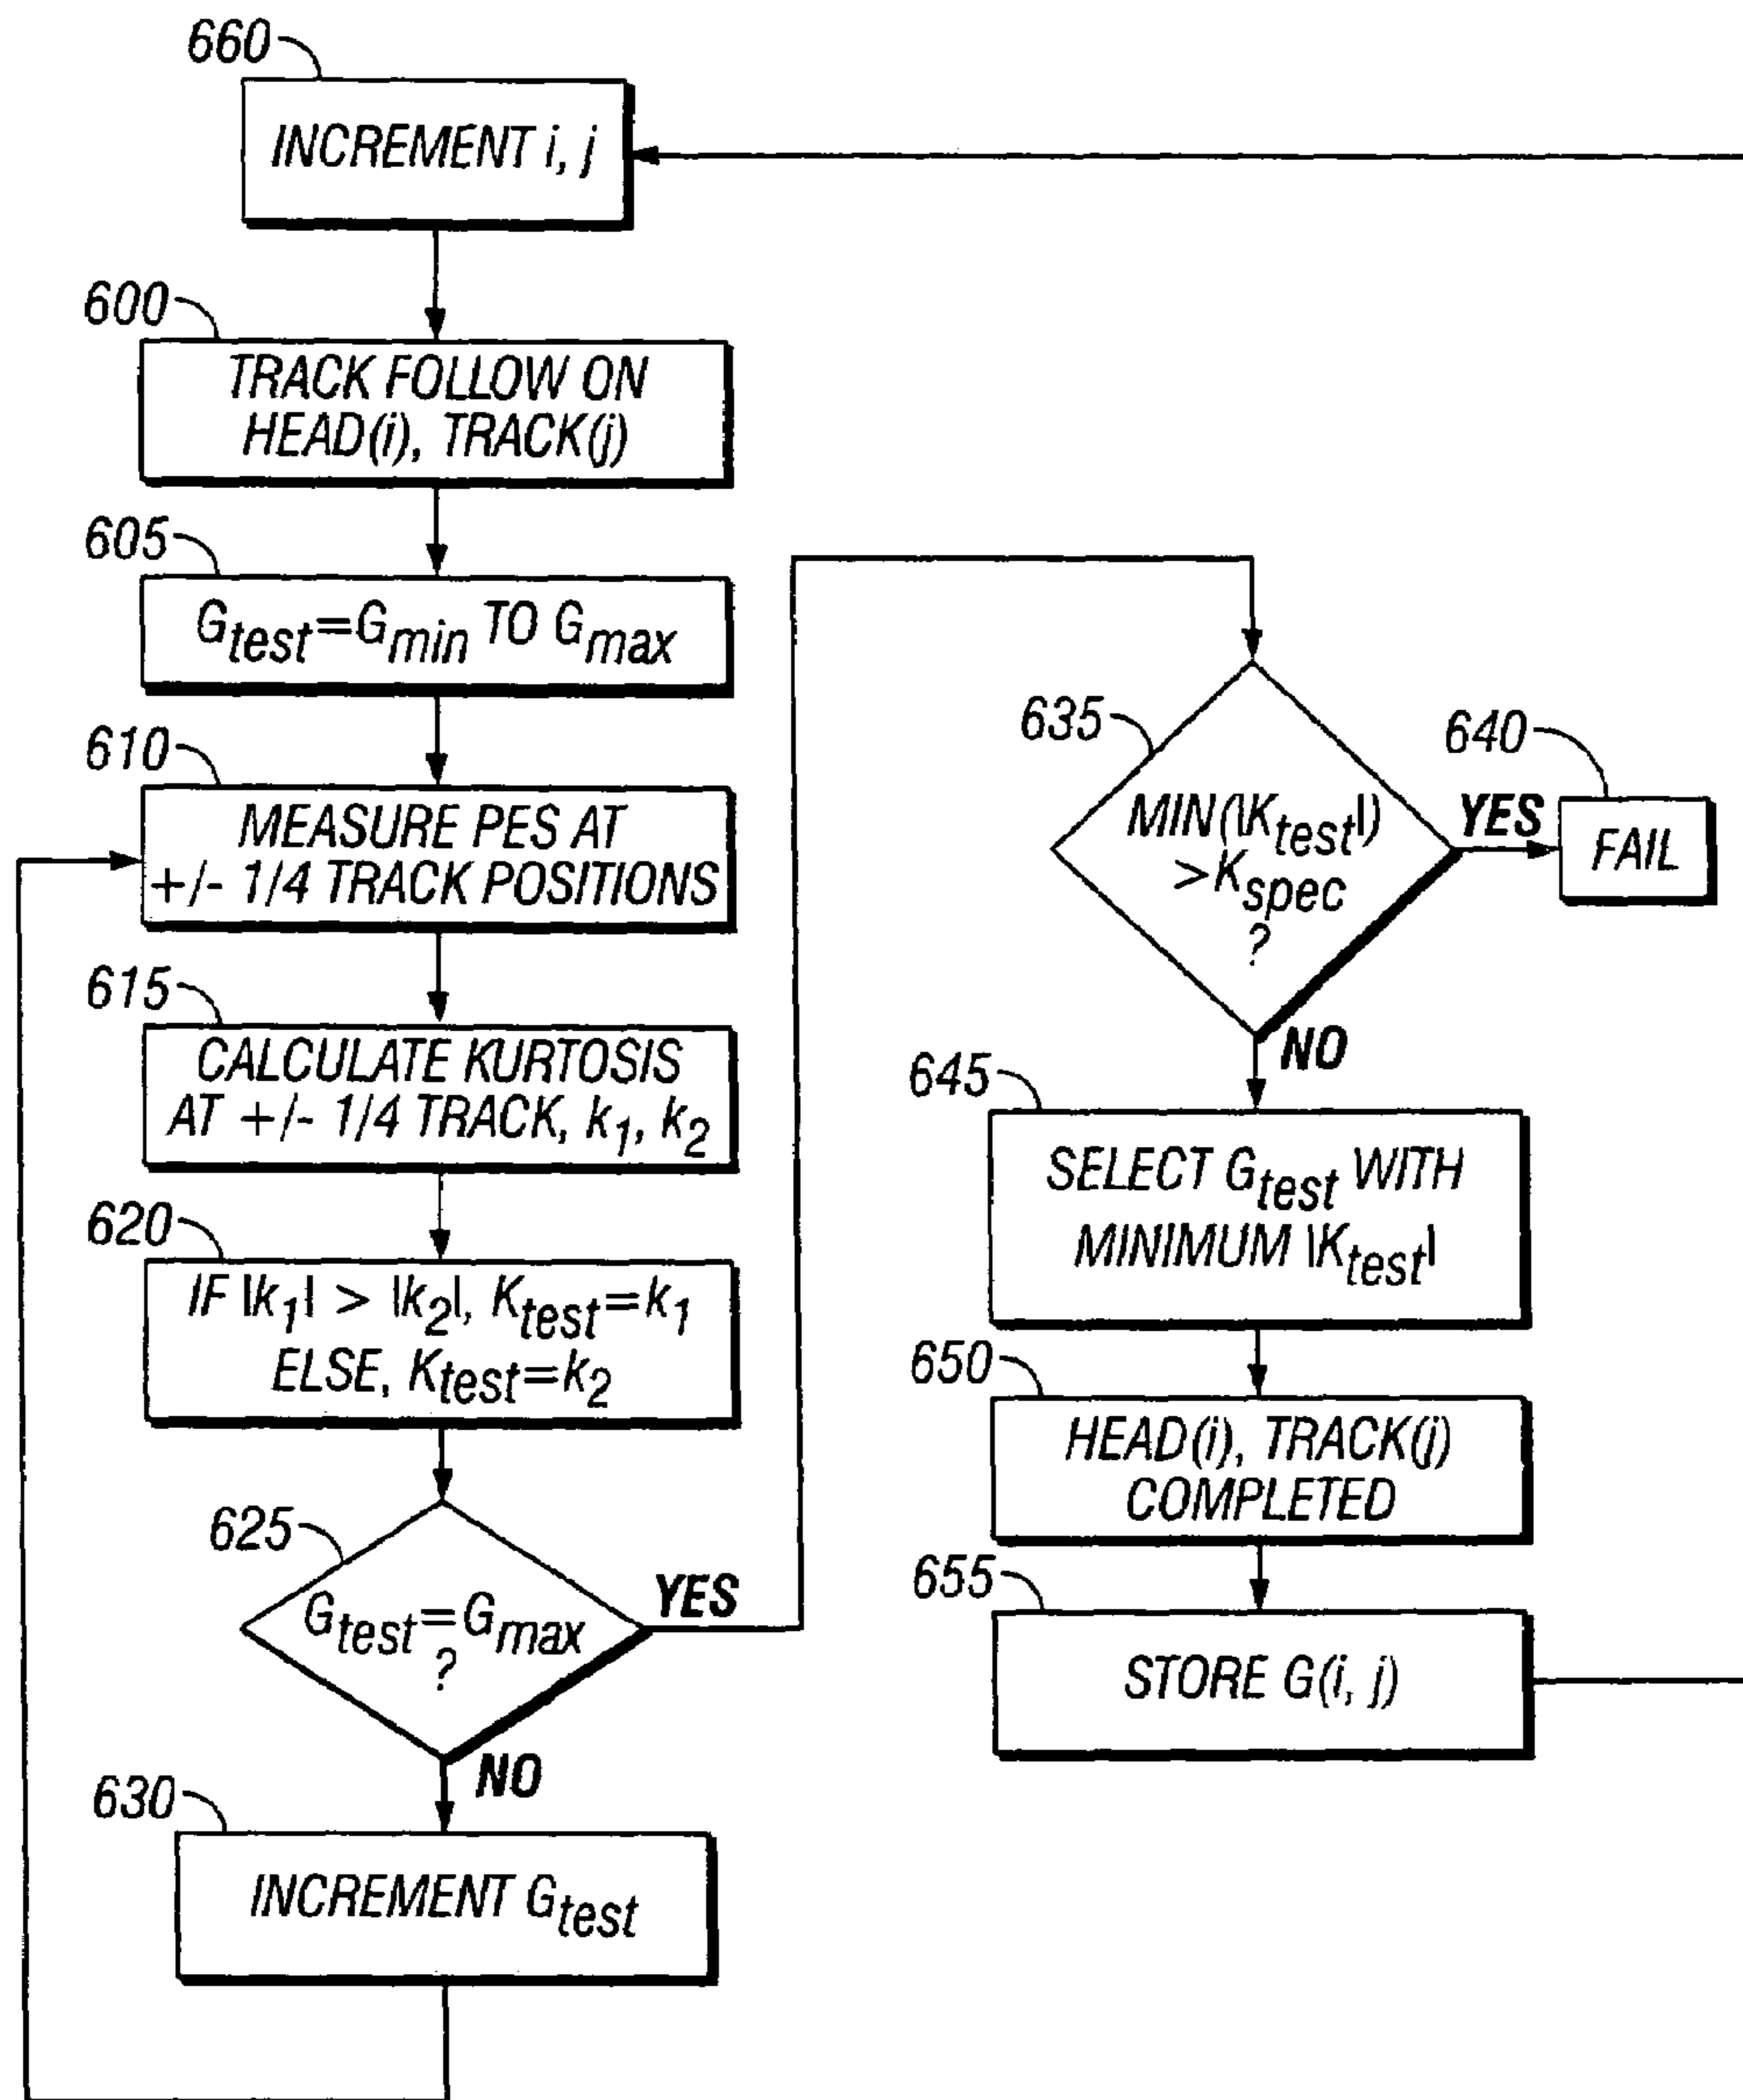 660
INCREMENT i, j
600
TRACK FOLLOW ON
HEAD(i), TRACK(j)
605
Gtest=Gmin TO Gmax
610
MEASURE PES AT
+/- 1/4 TRACK POSITIONS
615
CALCULATE KURTOSIS
AT +/- 1/4 TRACK, k1, k2
620
IF |k1| > |k2|, Ktest=k1
ELSE, Ktest=k2
625
Gtest=Gmax
?
YES
NO
630
INCREMENT Gtest
635
MIN(|Ktest|)
>Kspec
?
YES
NO
640
FAIL
645
SELECT Gtest WITH
MINIMUM |Ktest|
650
HEAD(i), TRACK(j)
COMPLETED
655
STORE G(i, j)